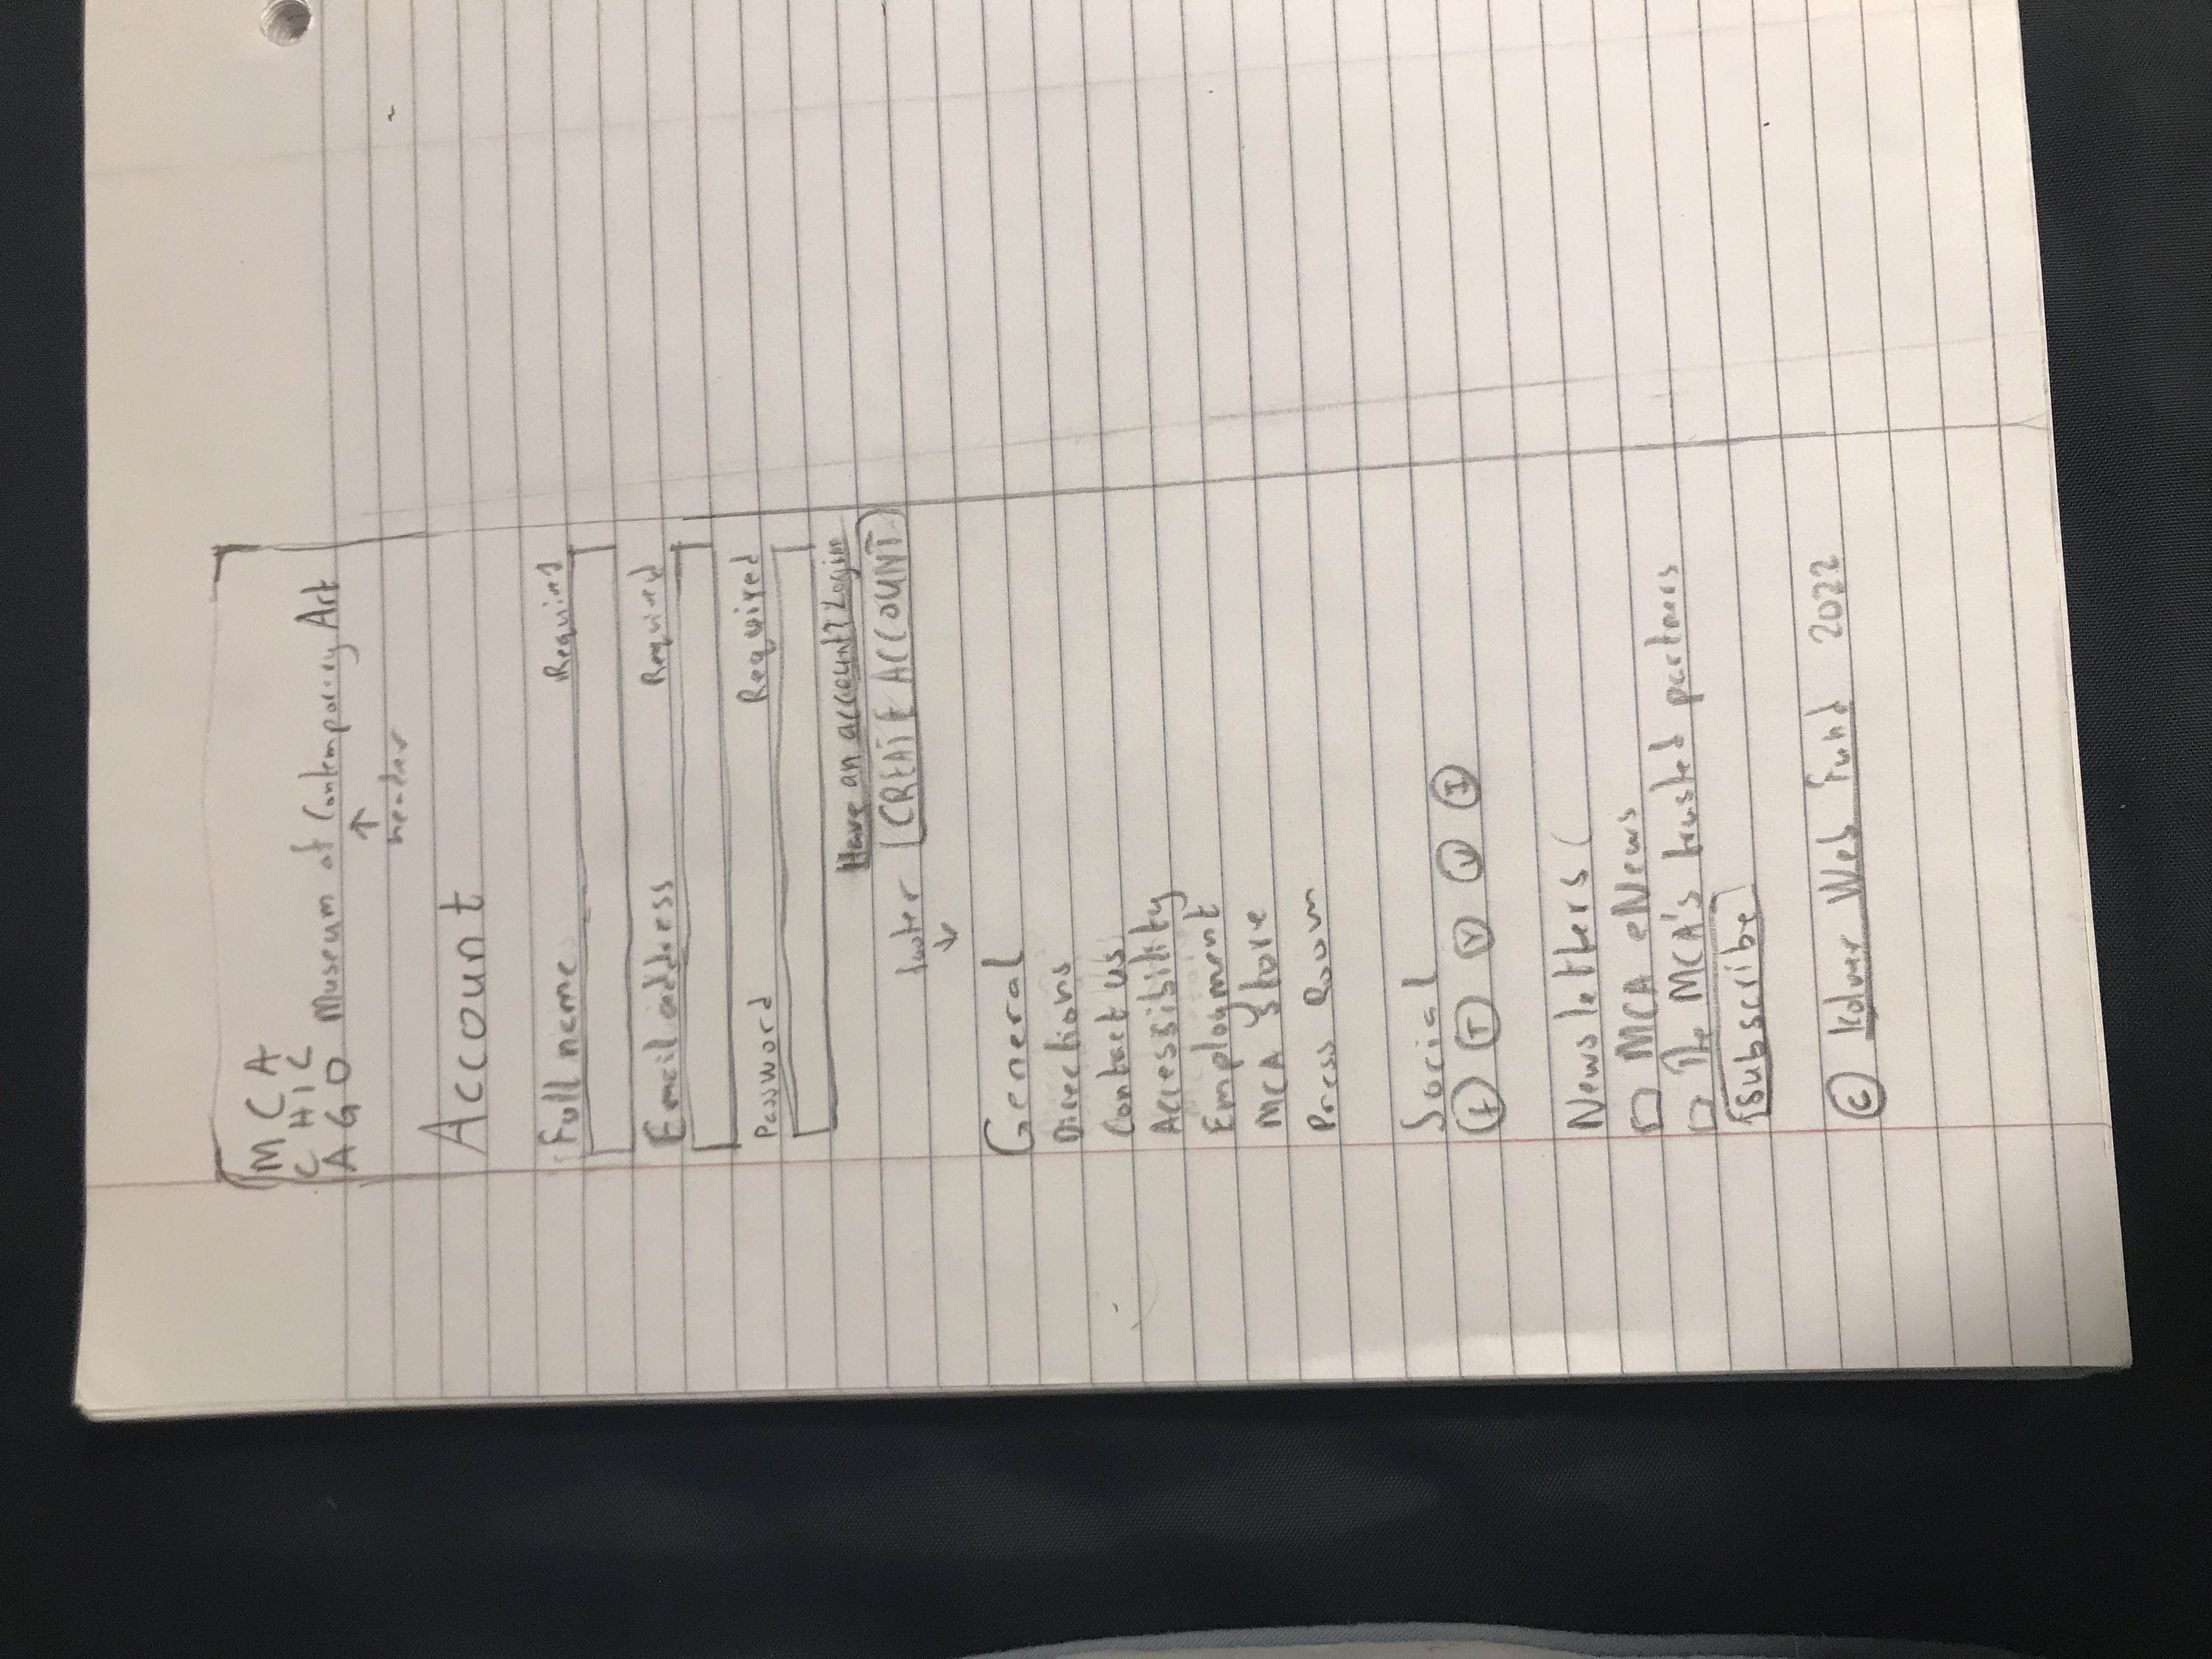 MCA
CHIC
AGO Museum of Contemporary Art
↑
header
Account
Full name Required
Email address Required
Password Required
Have an account? Login
CREATE ACCOUNT
footer
↓
General
Directions
Contact us
Accessibility
Employment
MCA Store
Press Room
Social
f T Y V I
Newsletters (
MCA eNews
The MCA's trusted partners
Subscribe
© Web Fund 2022